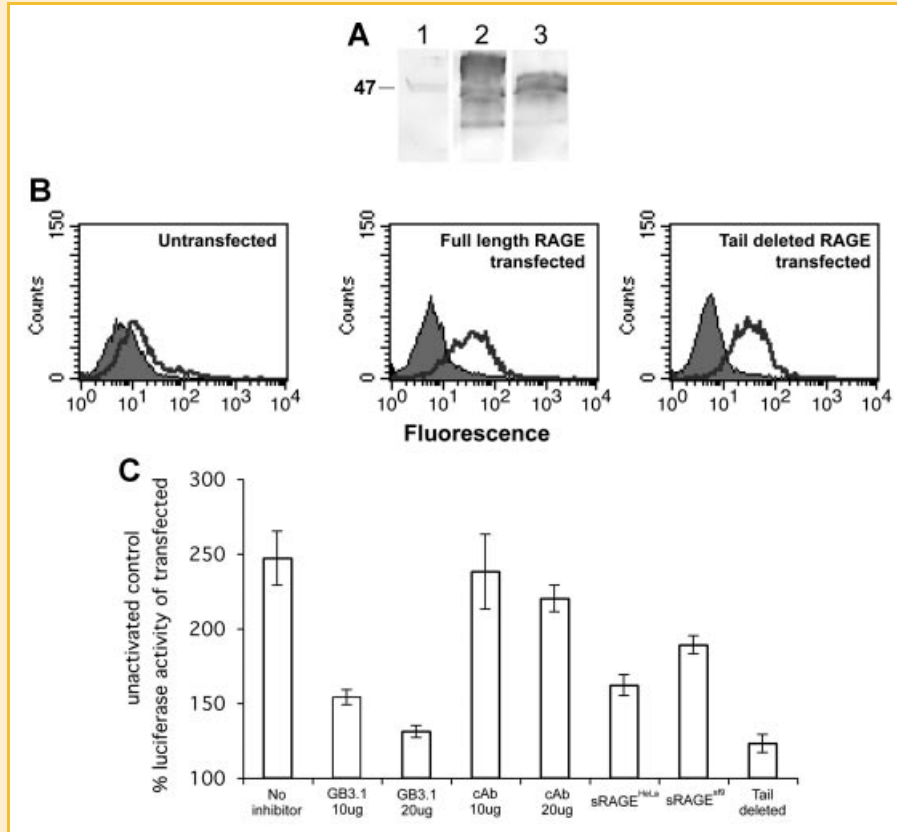 A
1 2 3
47
B
150
Counts
0
Untransfected
10^0 10^1 10^2 10^3 10^4
150
Counts
0
Full length RAGE
transfected
10^0 10^1 10^2 10^3 10^4
150
Counts
0
Tail deleted RAGE
transfected
10^0 10^1 10^2 10^3 10^4
Fluorescence
C
unactivated control
% luciferase activity of transfected
300
250
200
150
100
No
inhibitor
GB3.1
10ug
GB3.1
20ug
cAb
10ug
cAb
20ug
sRAGE^HeLa
sRAGE^sf9
Tail
deleted